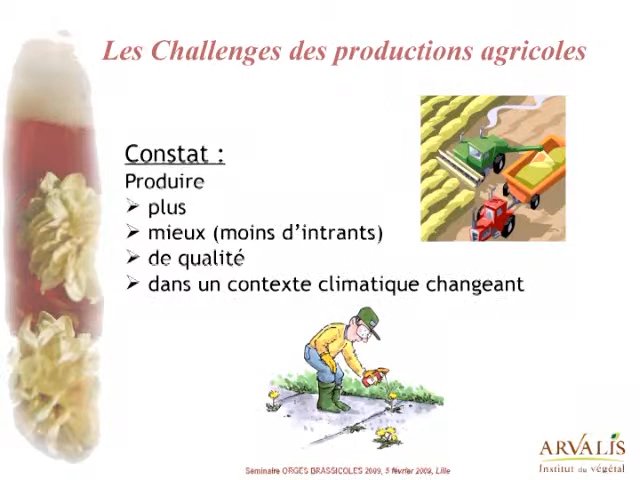 Les Challenges des productions agricoles
Constat :
Produire
➢ plus
➢ mieux (moins d'intrants)
➢ de qualité
➢ dans un contexte climatique changeant
ARVALIS
Institut du végétal
Séminaire ORGES BRASSICOLES 2009, 5 février 2009, Lille